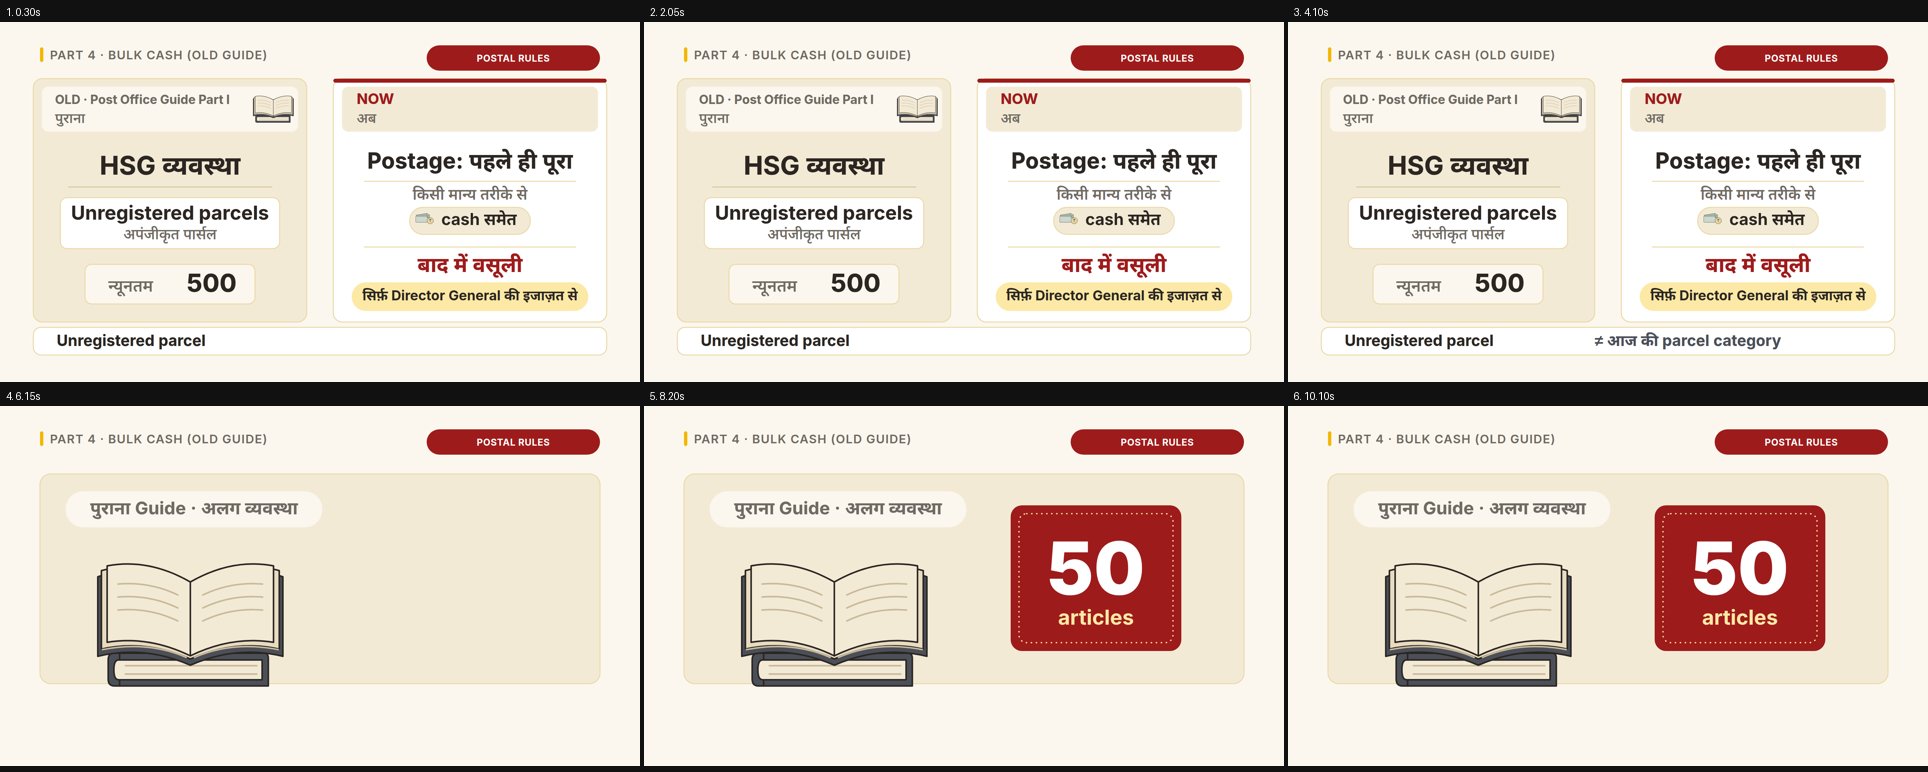 1. 0.30s
PART 4 · BULK CASH (OLD GUIDE)
POSTAL RULES
OLD · Post Office Guide Part I
पुराना
HSG व्यवस्था
Unregistered parcels
अपंजीकृत पार्सल
न्यूनतम 500
NOW
अब
Postage: पहले ही पूरा
किसी मान्य तरीके से
cash समेत
बाद में वसूली
सिर्फ़ Director General की इजाज़त से
Unregistered parcel
2. 2.05s
PART 4 · BULK CASH (OLD GUIDE)
POSTAL RULES
OLD · Post Office Guide Part I
पुराना
HSG व्यवस्था
Unregistered parcels
अपंजीकृत पार्सल
न्यूनतम 500
NOW
अब
Postage: पहले ही पूरा
किसी मान्य तरीके से
cash समेत
बाद में वसूली
सिर्फ़ Director General की इजाज़त से
Unregistered parcel
3. 4.10s
PART 4 · BULK CASH (OLD GUIDE)
POSTAL RULES
OLD · Post Office Guide Part I
पुराना
HSG व्यवस्था
Unregistered parcels
अपंजीकृत पार्सल
न्यूनतम 500
NOW
अब
Postage: पहले ही पूरा
किसी मान्य तरीके से
cash समेत
बाद में वसूली
सिर्फ़ Director General की इजाज़त से
Unregistered parcel ≠ आज की parcel category
4. 6.15s
PART 4 · BULK CASH (OLD GUIDE)
POSTAL RULES
पुराना Guide · अलग व्यवस्था
5. 8.20s
PART 4 · BULK CASH (OLD GUIDE)
POSTAL RULES
पुराना Guide · अलग व्यवस्था
50
articles
6. 10.10s
PART 4 · BULK CASH (OLD GUIDE)
POSTAL RULES
पुराना Guide · अलग व्यवस्था
50
articles